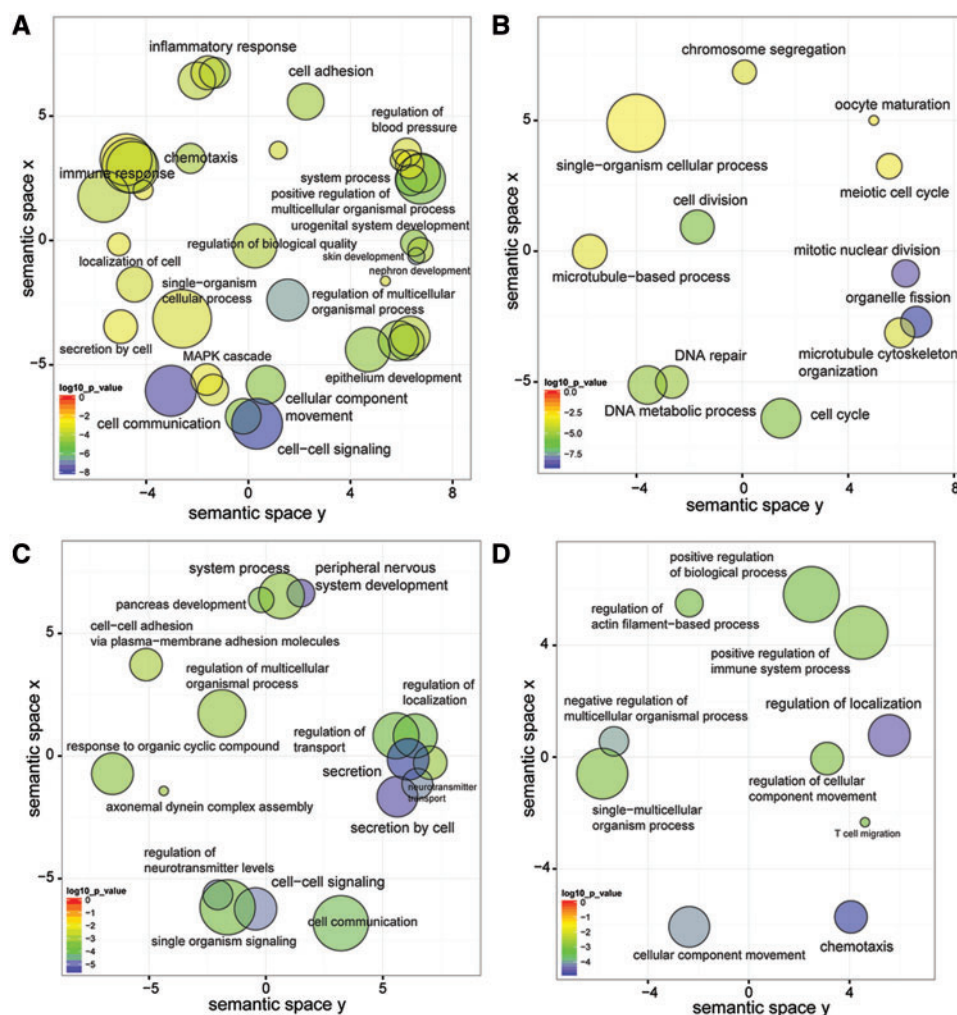 A
inflammatory response
cell adhesion
regulation of
blood pressure
chemotaxis
immune response
system process
positive regulation of
multicellular organismal process
urogenital system development
regulation of biological quality
skin development
nephron development
localization of cell
single-organism
cellular process
regulation of multicellular
organismal process
secretion by cell
MAPK cascade
epithelium development
cellular component
movement
cell communication
cell-cell signaling
log10_p_value
0
-2
-4
-6
-8
5
0
-5
-4
0
4
8
semantic space x
semantic space y
B
chromosome segregation
oocyte maturation
single-organism cellular process
meiotic cell cycle
cell division
mitotic nuclear division
microtubule-based process
organelle fission
microtubule cytoskeleton
organization
DNA repair
DNA metabolic process
cell cycle
log10_p_value
0.0
-2.5
-5.0
-7.5
5
0
-5
-4
0
4
8
semantic space x
semantic space y
C
system process
peripheral nervous
system development
pancreas development
cell-cell adhesion
via plasma-membrane adhesion molecules
regulation of multicellular
organismal process
regulation of
localization
regulation of
transport
response to organic cyclic compound
secretion
neurotransmitter
transport
axonemal dynein complex assembly
secretion by cell
regulation of
neurotransmitter levels
cell-cell signaling
cell communication
single organism signaling
log10_p_value
0
-1
-2
-3
-4
-5
5
0
-5
-5
0
5
semantic space x
semantic space y
D
positive regulation
of biological process
regulation of
actin filament-based process
positive regulation of
immune system process
negative regulation of
multicellular organismal process
regulation of localization
regulation of cellular
component movement
single-multicellular
organism process
T cell migration
cellular component movement
chemotaxis
log10_p_value
0
-1
-2
-3
-4
4
0
-4
-4
0
4
semantic space x
semantic space y